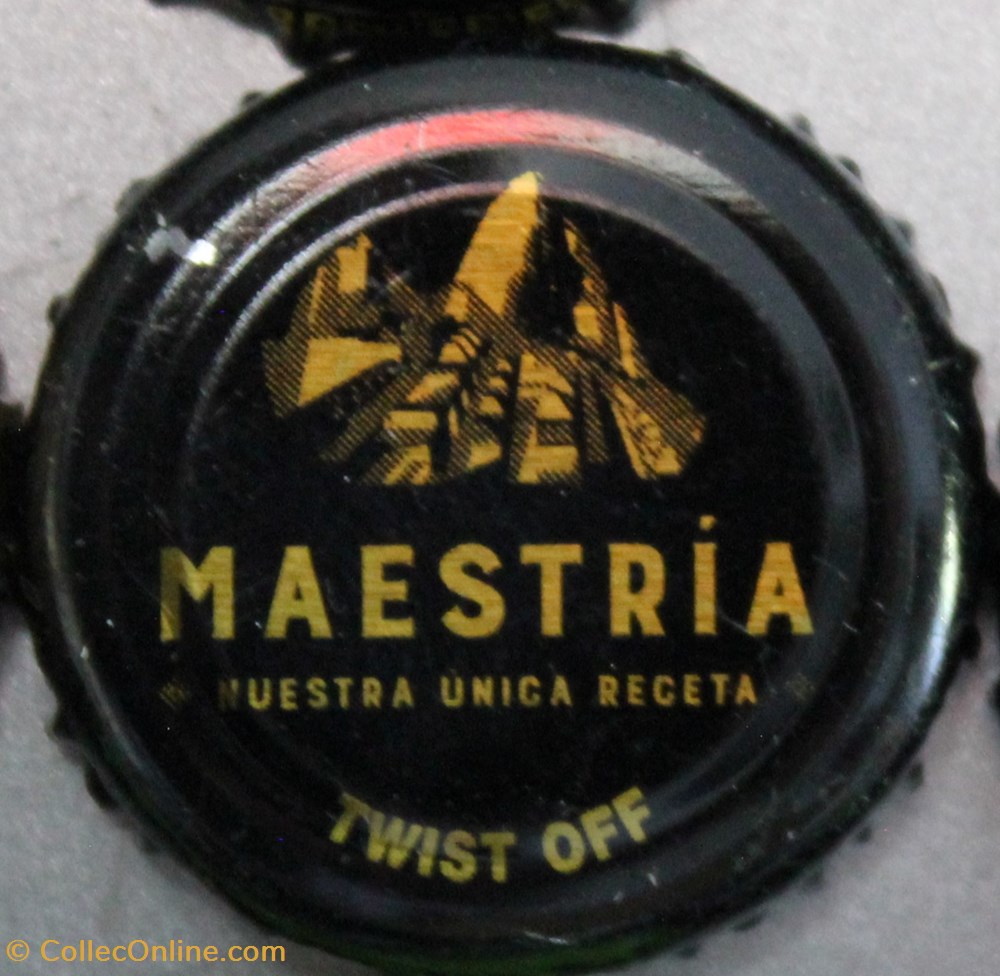 MAESTRÍA
NUESTRA ÚNICA RECETA
TWIST OFF
© CollecOnline.com